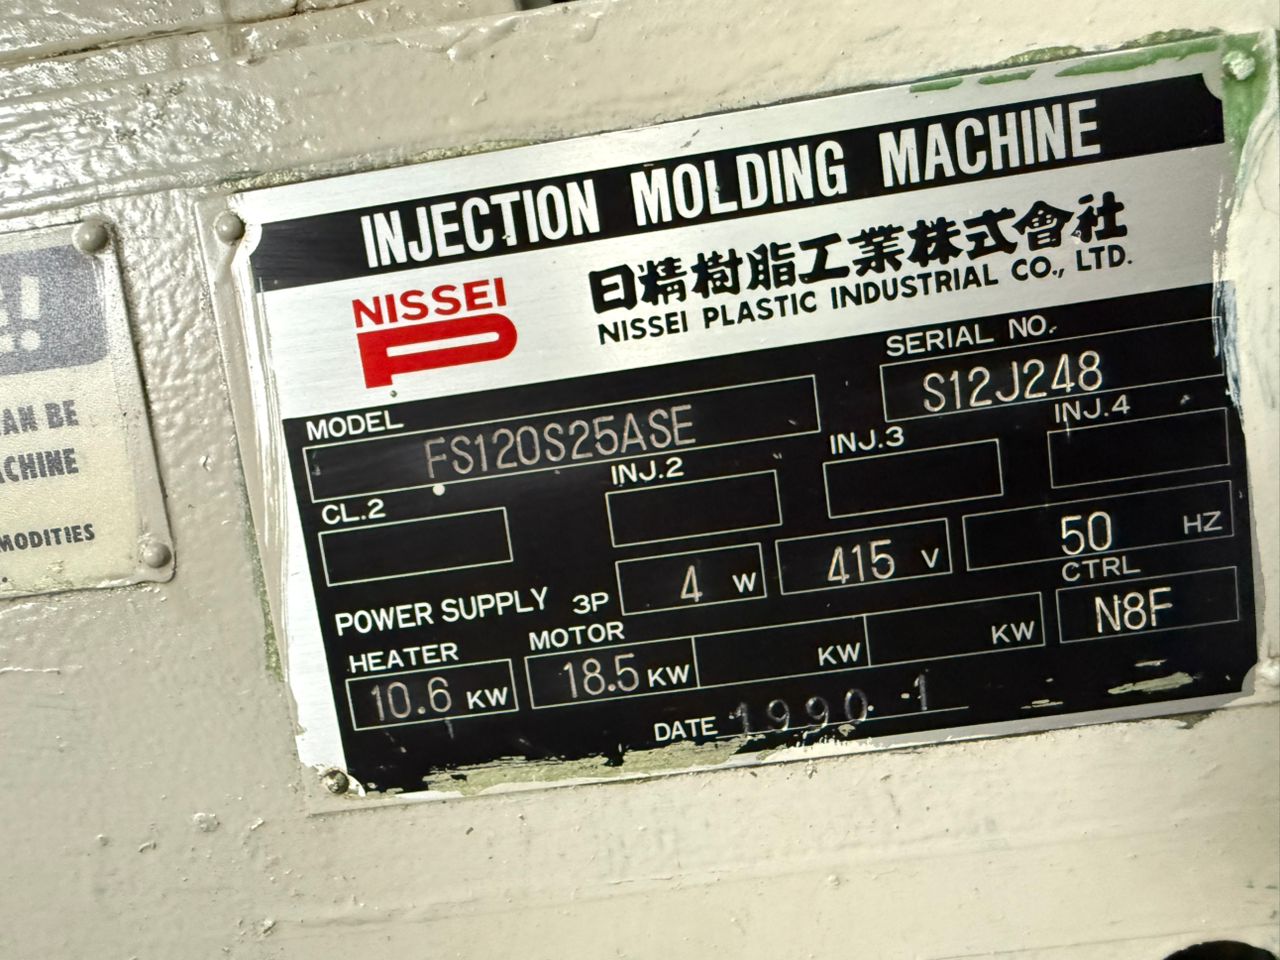 INJECTION MOLDING MACHINE
NISSEI
日精樹脂工業株式會社
NISSEI PLASTIC INDUSTRIAL CO., LTD.
MODEL FS120S25ASE
SERIAL NO. S12J248
CL.2
INJ.2
INJ.3
INJ.4
POWER SUPPLY 3P 4 W 415 V 50 HZ
HEATER 10.6 KW
MOTOR 18.5 KW KW KW
CTRL N8F
DATE 1990.1
!
AN BE
ACHINE
MODITIES